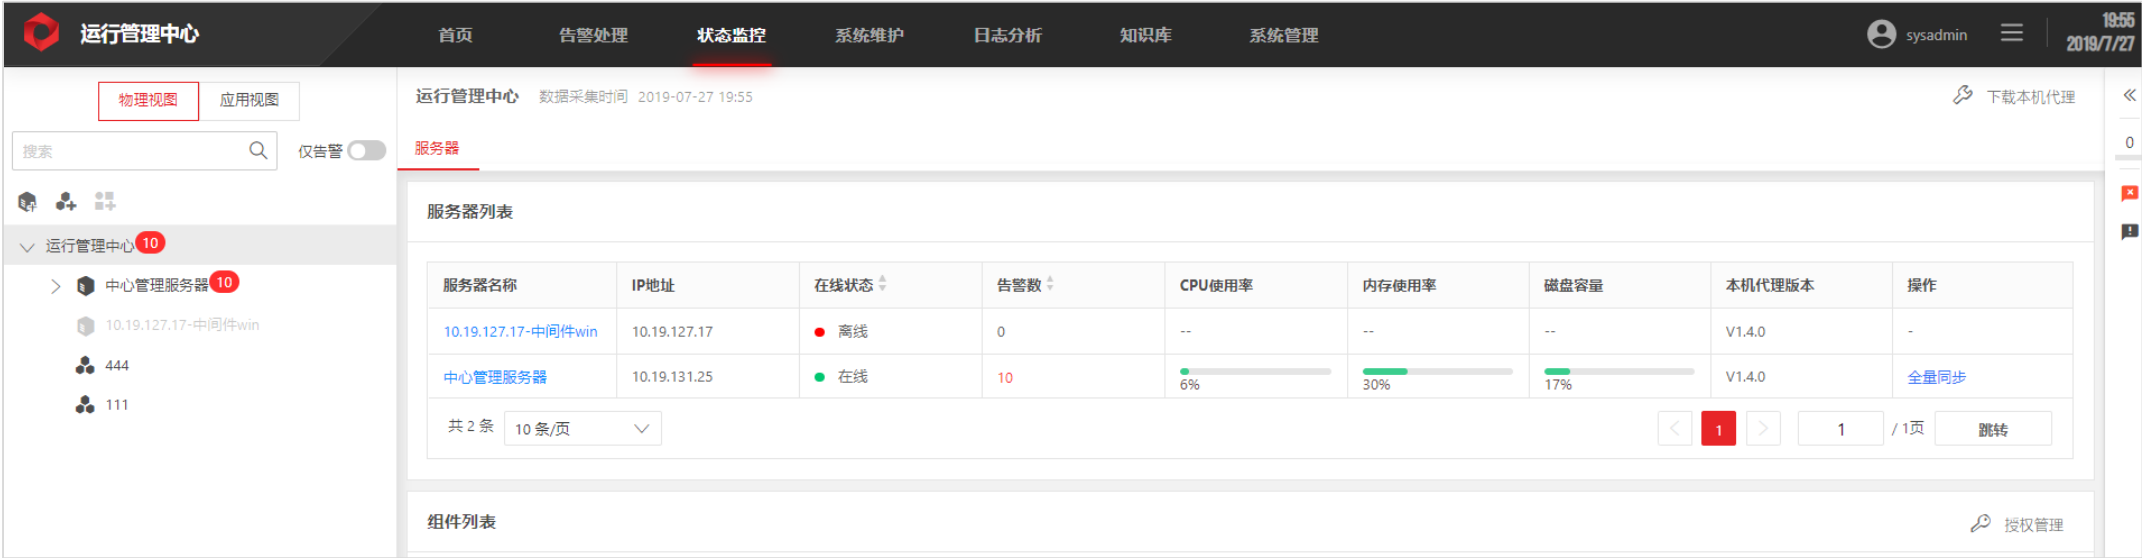 运行管理中心 首页 告警处理 状态监控 系统维护 日志分析 知识库 系统管理 sysadmin 19:55
2019/7/27
物理视图 应用视图
搜索 仅告警
运行管理中心 10
中心管理服务器 10
10.19.127.17-中间件win
444
111
运行管理中心 数据采集时间 2019-07-27 19:55 下载本机代理
服务器
服务器列表
服务器名称 IP地址 在线状态 告警数 CPU使用率 内存使用率 磁盘容量 本机代理版本 操作
10.19.127.17-中间件win 10.19.127.17 离线 0 -- -- -- V1.4.0 -
中心管理服务器 10.19.131.25 在线 10 6% 30% 17% V1.4.0 全量同步
共 2 条 10 条/页 < 1 > 1 / 1页 跳转
组件列表 授权管理
0